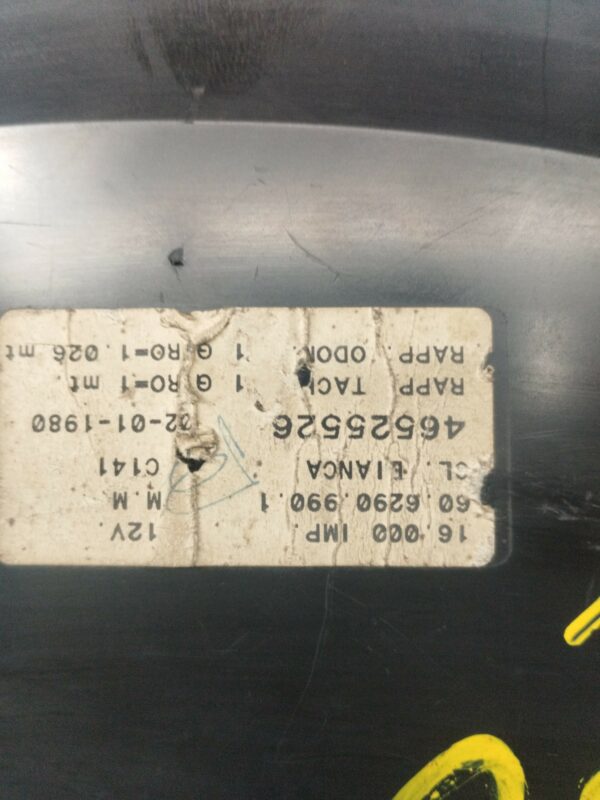 16.000 IMP. 12V.
60.6290.990.1 M.M
CL. BIANCA C141
46525526 02-01-1980
RAPP. TACH 1 GIRO=1 mt.
RAPP. ODOM 1 GIRO=1.026 mt